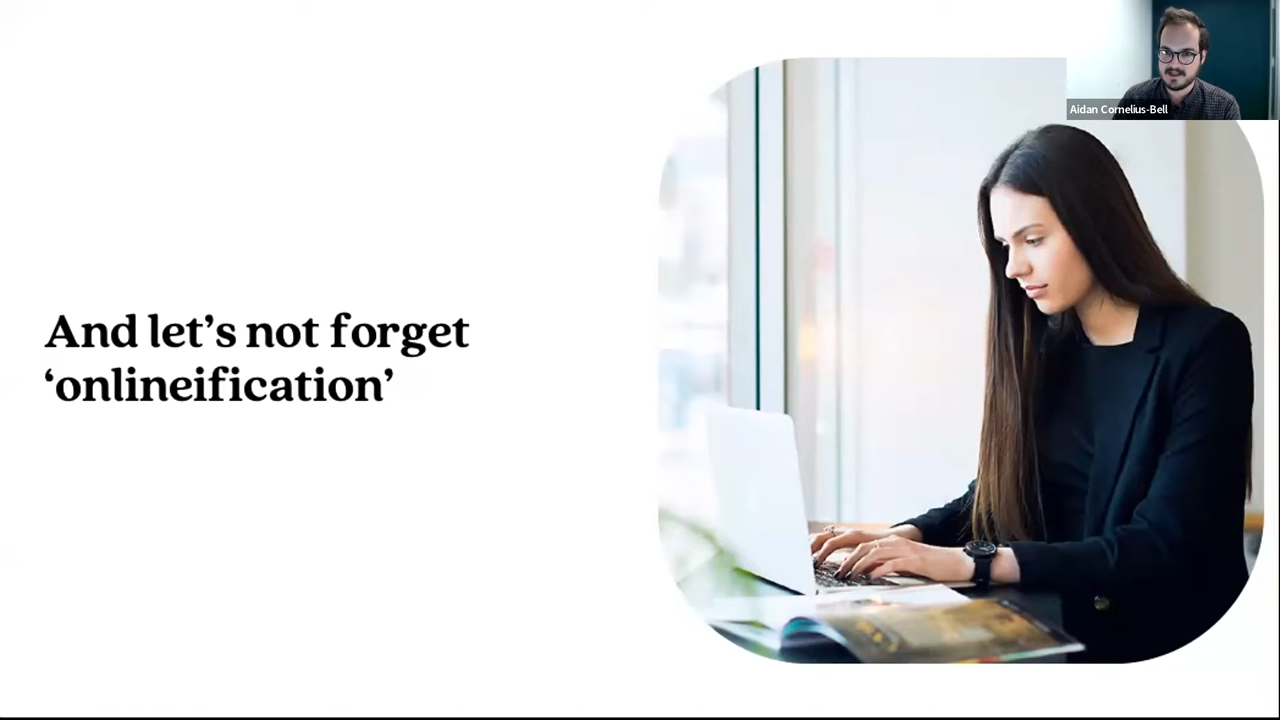 Aidan Cornelius-Bell
And let’s not forget
‘onlineification’